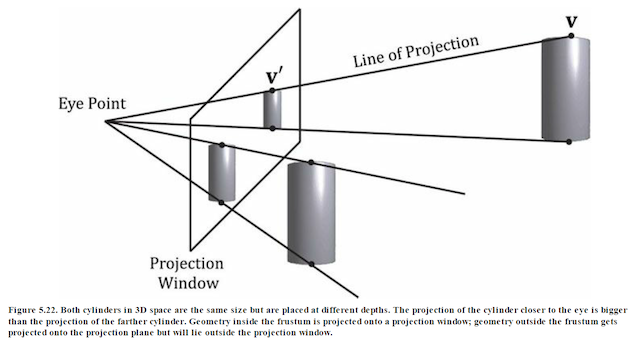 v
Line of Projection
v′
Eye Point
Projection
Window
Figure 5.22. Both cylinders in 3D space are the same size but are placed at different depths. The projection of the cylinder closer to the eye is bigger
than the projection of the farther cylinder. Geometry inside the frustum is projected onto a projection window; geometry outside the frustum gets
projected onto the projection plane but will lie outside the projection window.